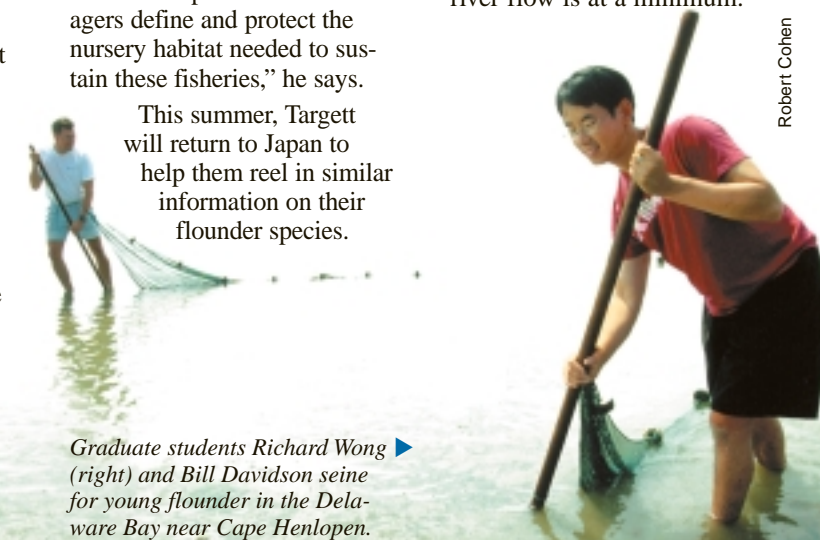 agers define and protect the
nursery habitat needed to sus-
tain these fisheries,” he says.
This summer, Targett
will return to Japan to
help them reel in similar
information on their
flounder species.
Graduate students Richard Wong
(right) and Bill Davidson seine
for young flounder in the Dela-
ware Bay near Cape Henlopen.
river flow is at a minimum.
Robert Cohen